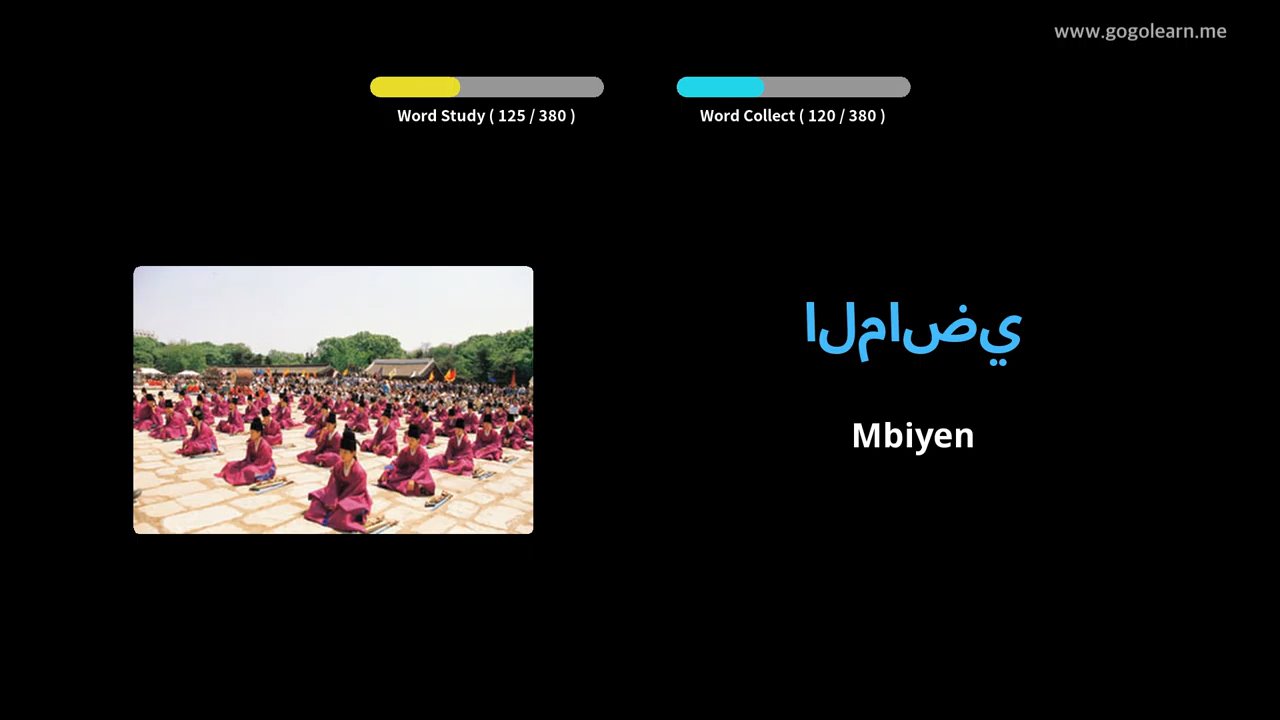 www.gogolearn.me
Word Study ( 125 / 380 )
Word Collect ( 120 / 380 )
الماضي
Mbiyen